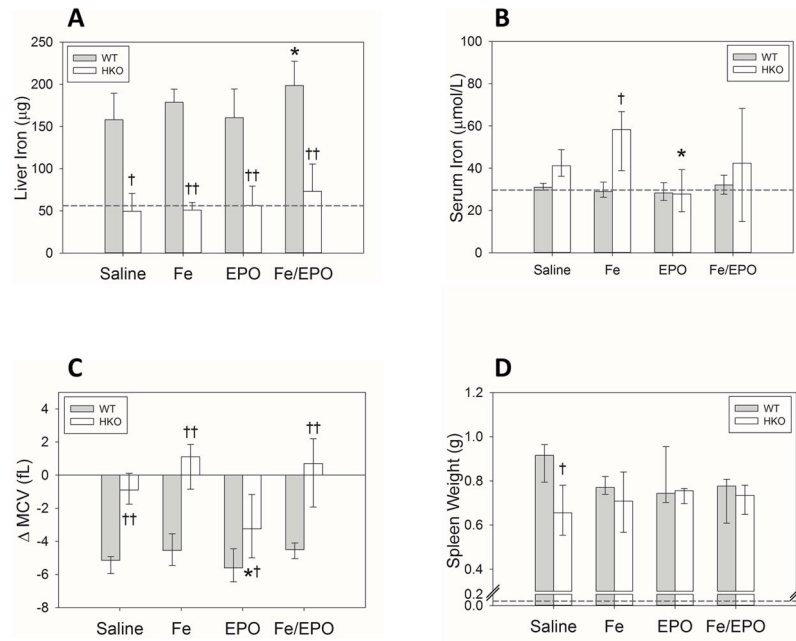 A
250
200
150
100
50
0
Liver Iron (µg)
WT
HKO
*
†
††
††
††
Saline Fe EPO Fe/EPO
B
100
80
60
40
20
0
Serum Iron (µmol/L)
WT
HKO
†
*
Saline Fe EPO Fe/EPO
C
4
2
0
-2
-4
-6
-8
Δ MCV (fL)
WT
HKO
††
††
††
*†
Saline Fe EPO Fe/EPO
D
1.2
1.0
0.8
0.6
0.4
0.2
0.0
Spleen Weight (g)
WT
HKO
†
Saline Fe EPO Fe/EPO